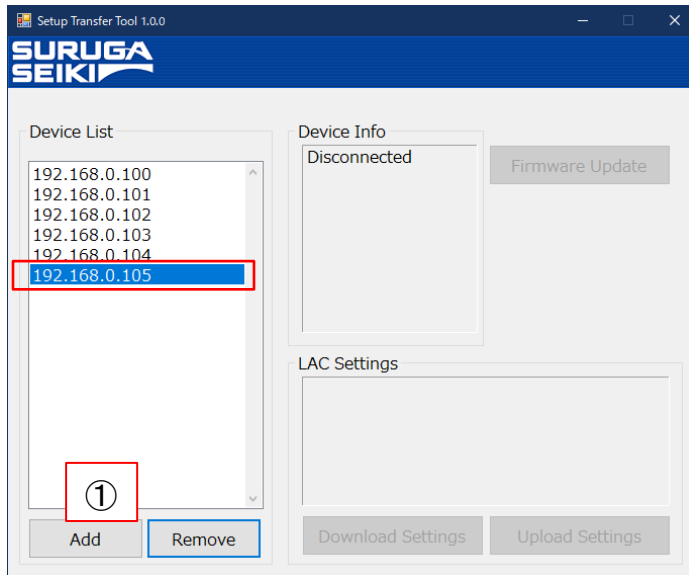 Setup Transfer Tool 1.0.0
SURUGA
SEIKI
Device List
192.168.0.100
192.168.0.101
192.168.0.102
192.168.0.103
192.168.0.104
192.168.0.105
①
Add
Remove
Device Info
Disconnected
Firmware Update
LAC Settings
Download Settings
Upload Settings